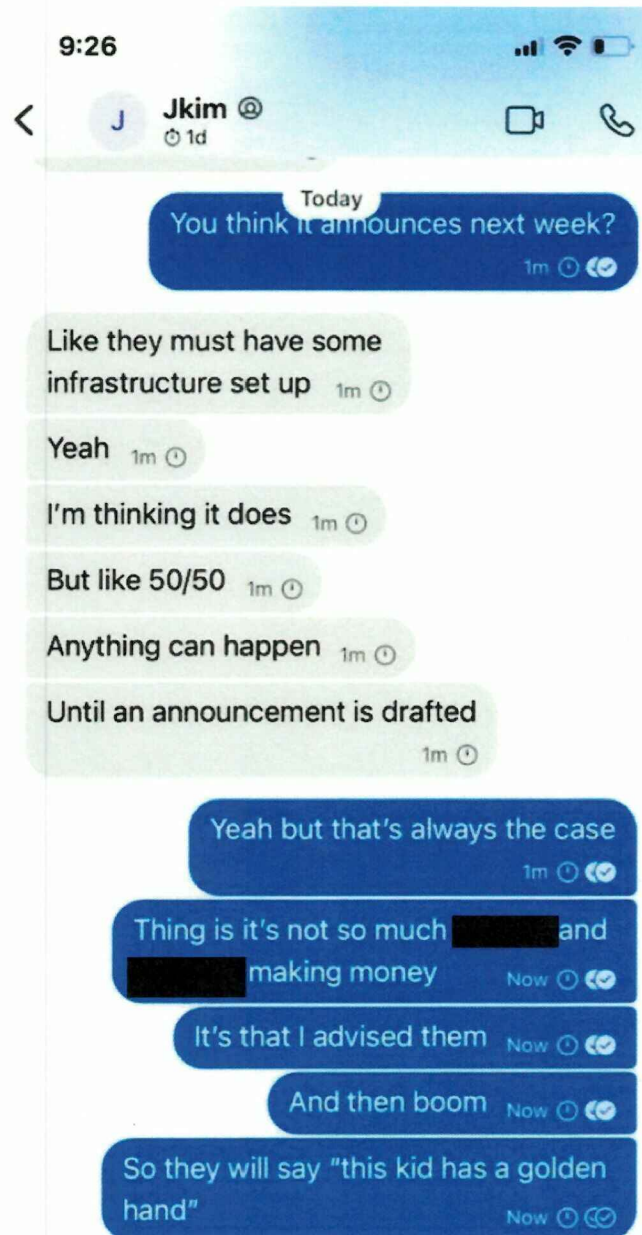 9:26
Jkim
1d
Today
You think it announces next week?
1m
Like they must have some
infrastructure set up 1m
Yeah 1m
I'm thinking it does 1m
But like 50/50 1m
Anything can happen 1m
Until an announcement is drafted
1m
Yeah but that's always the case
1m
Thing is it's not so much and
making money Now
It's that I advised them Now
And then boom Now
So they will say "this kid has a golden
hand" Now
J